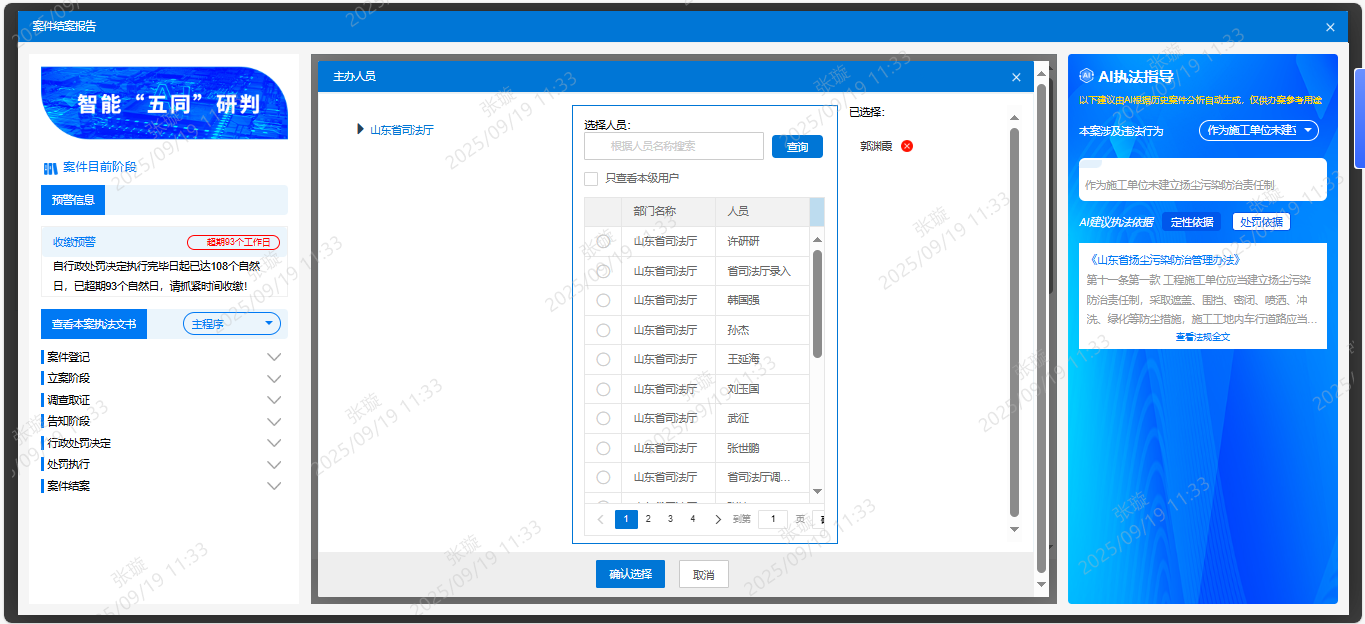 案件结案报告
智能“五同”研判
案件目前阶段
预警信息
收缴预警
超期93个工作日
自行政处罚决定执行完毕日起已达108个自然
日，已超期93个自然日，请抓紧时间收缴!
查看本案执法文书
主程序
案件登记
立案阶段
调查取证
告知阶段
行政处罚决定
处罚执行
案件结案
主办人员
山东省司法厅
选择人员:
根据人员名称搜索
查询
只查看本级用户
部门名称 人员
山东省司法厅 许研研
山东省司法厅 省司法厅录入
山东省司法厅 韩国强
山东省司法厅 孙杰
山东省司法厅 王延海
山东省司法厅 刘玉国
山东省司法厅 武征
山东省司法厅 张世鹏
山东省司法厅 省司法厅调...
1 2 3 4 到第 1 页
已选择:
郭渊霞
确认选择
取消
AI执法指导
以下建议由AI根据历史案件分析自动生成，仅供办案参考用途
本案涉及违法行为
作为施工单位未建立
作为施工单位未建立扬尘污染防治责任制
AI建议执法依据
定性依据
处罚依据
《山东省扬尘污染防治管理办法》
第十一条第一款 工程施工单位应当建立扬尘污染
防治责任制，采取遮盖、围挡、密闭、喷洒、冲
洗、绿化等防尘措施，施工工地内车行道路应当...
查看法规全文
张璇
2025/09/19 11:33